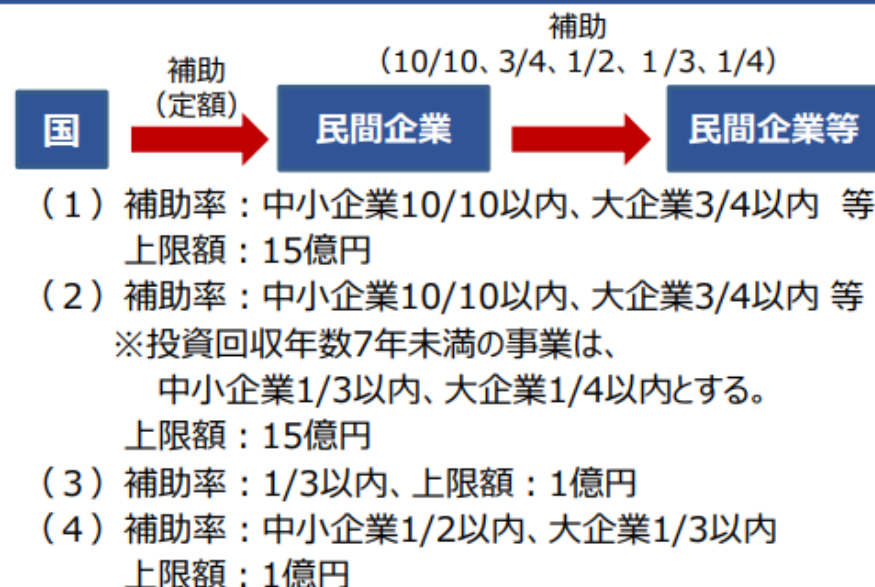 補助
（10/10、3/4、1/2、1/3、1/4）
補助
（定額）
国
民間企業
民間企業等
（1）補助率：中小企業10/10以内、大企業3/4以内 等
上限額：15億円
（2）補助率：中小企業10/10以内、大企業3/4以内 等
※投資回収年数7年未満の事業は、
中小企業1/3以内、大企業1/4以内とする。
上限額：15億円
（3）補助率：1/3以内、上限額：1億円
（4）補助率：中小企業1/2以内、大企業1/3以内
上限額：1億円